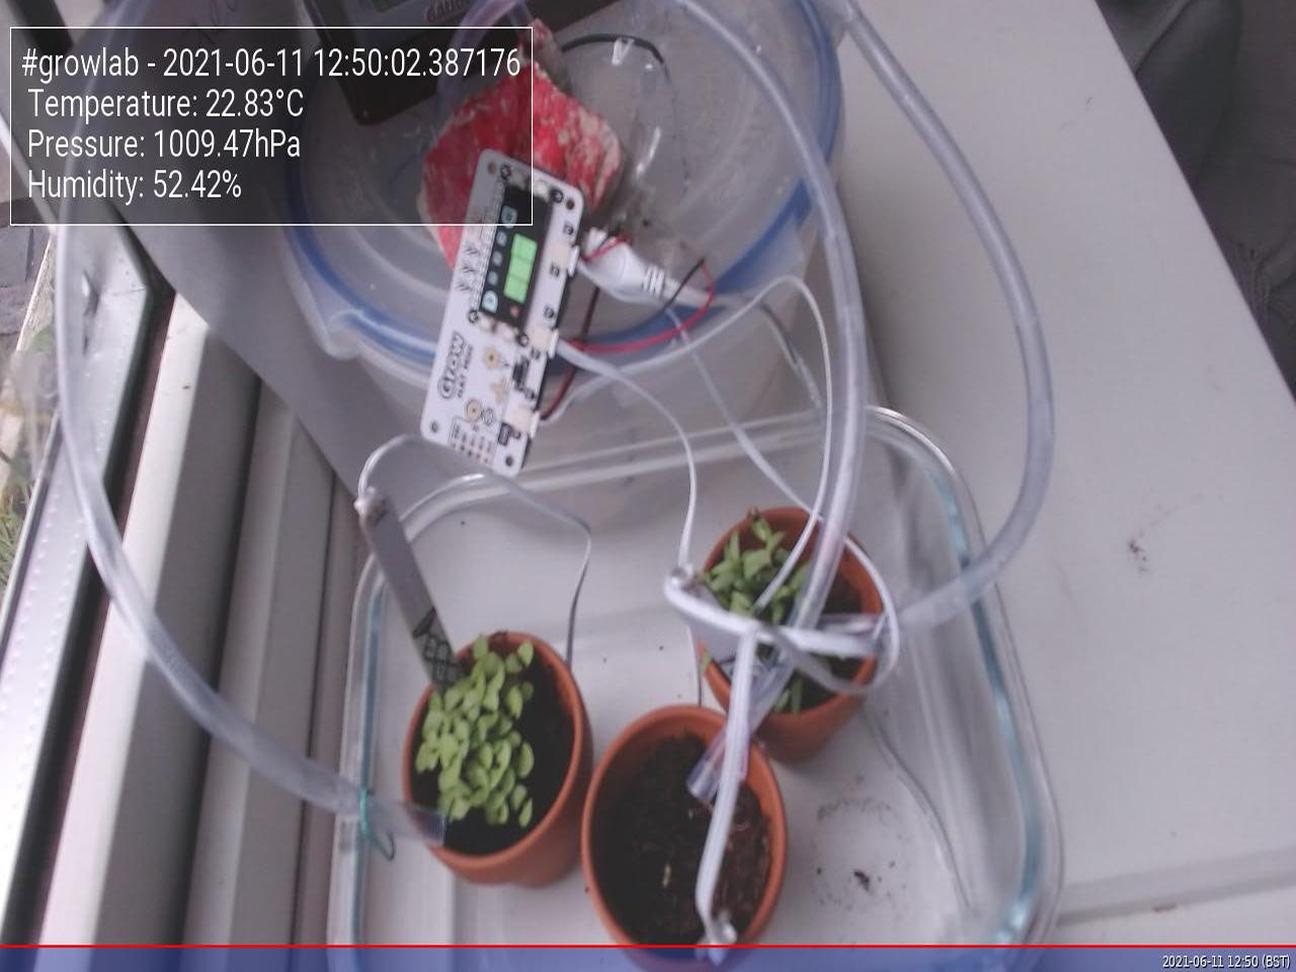 #growlab - 2021-06-11 12:50:02.387176
Temperature: 22.83°C
Pressure: 1009.47hPa
Humidity: 52.42%
GROW
2021-06-11 12:50 (BST)